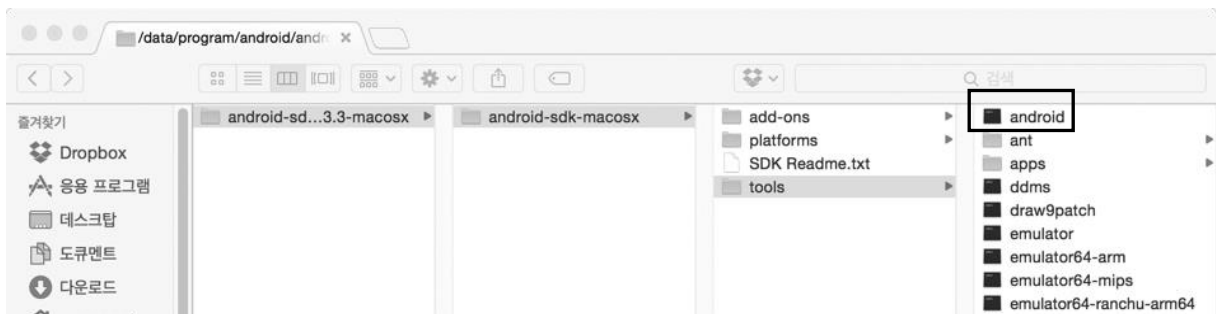 /data/program/android/andr
검색
즐겨찾기
Dropbox
응용 프로그램
데스크탑
도큐멘트
다운로드
android-sd...3.3-macosx
android-sdk-macosx
add-ons
platforms
SDK Readme.txt
tools
android
ant
apps
ddms
draw9patch
emulator
emulator64-arm
emulator64-mips
emulator64-ranchu-arm64